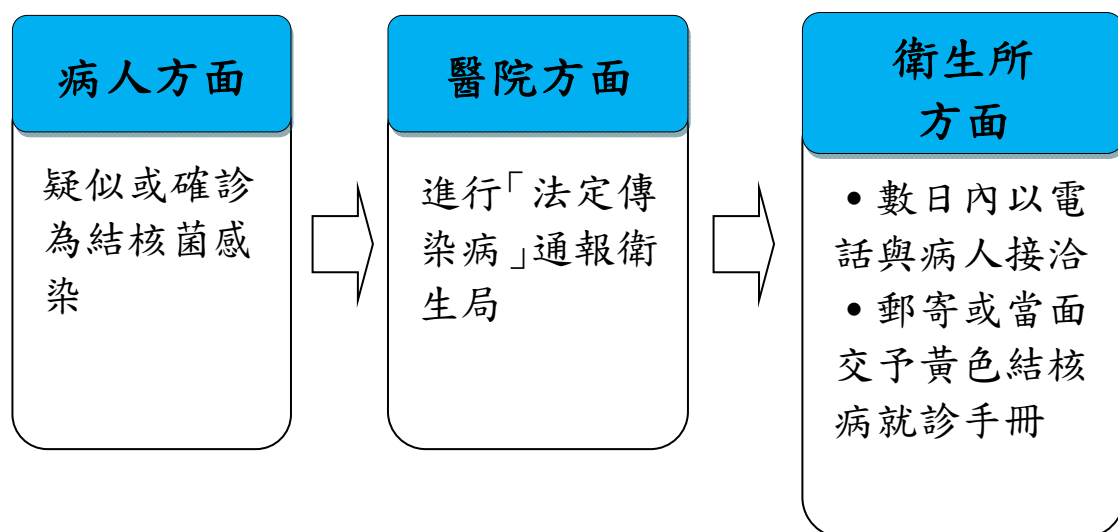 病人方面
疑似或確診
為結核菌感
染
醫院方面
進行「法定傳
染病」通報衛
生局
衛生所
方面
•數日內以電
話與病人接洽
•郵寄或當面
交予黃色結核
病就診手冊